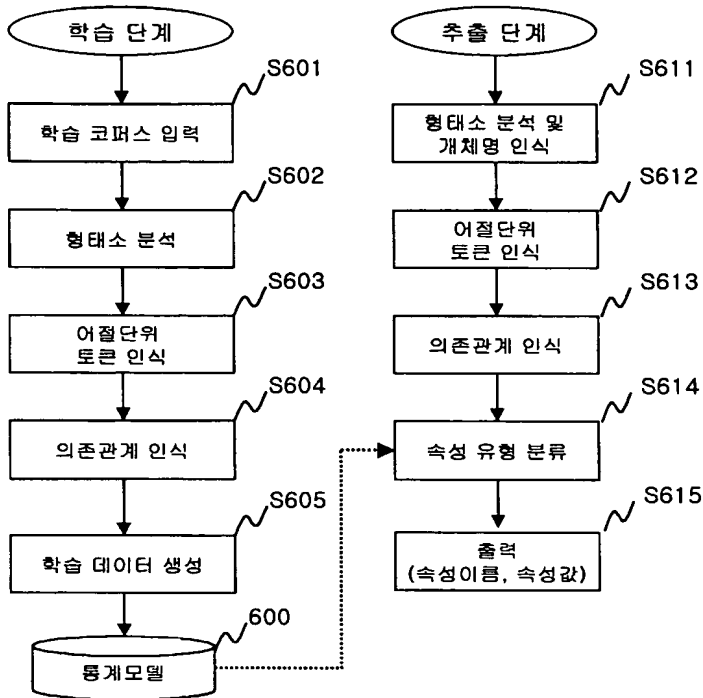 학습 단계
S601
학습 코퍼스 입력
S602
형태소 분석
S603
어절단위
토큰 인식
S604
의존관계 인식
S605
학습 데이터 생성
600
통계모델
추출 단계
S611
형태소 분석 및
개체명 인식
S612
어절단위
토큰 인식
S613
의존관계 인식
S614
속성 유형 분류
S615
출력
(속성이름, 속성값)